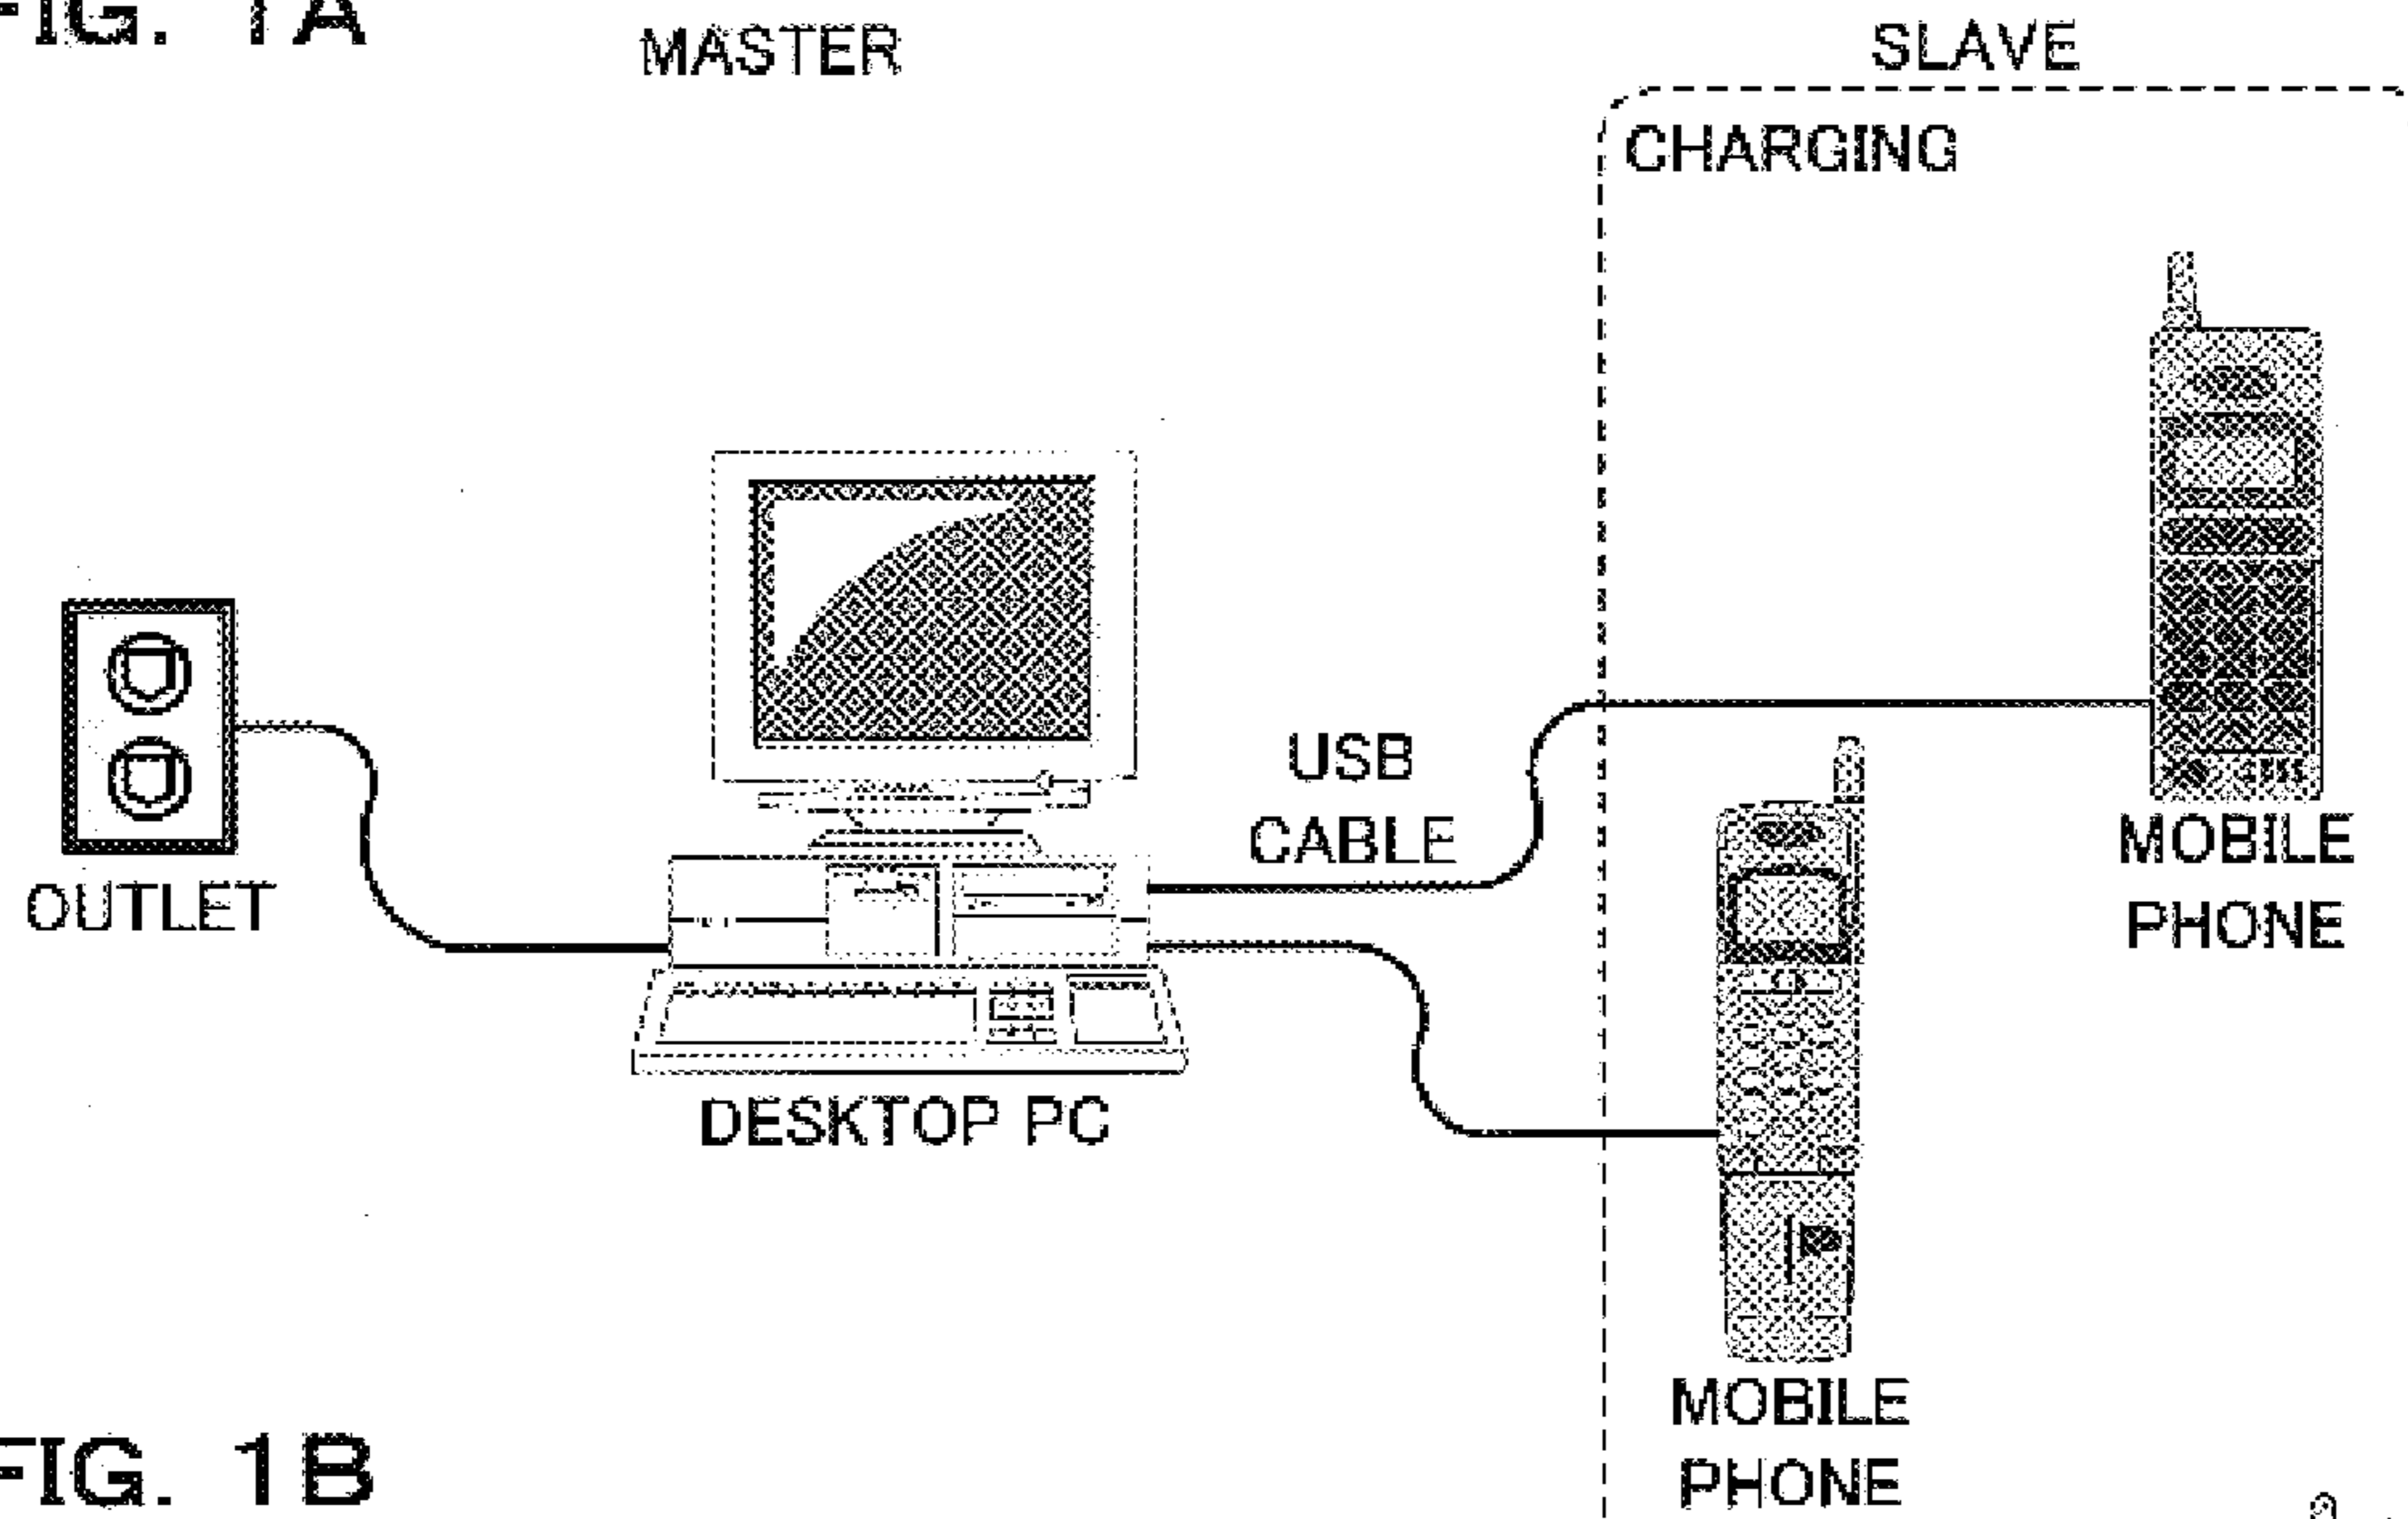 FIG. 1A
MASTER
SLAVE
CHARGING
USB
CABLE
OUTLET
MOBILE
PHONE
DESKTOP PC
MOBILE
PHONE
FIG. 1B